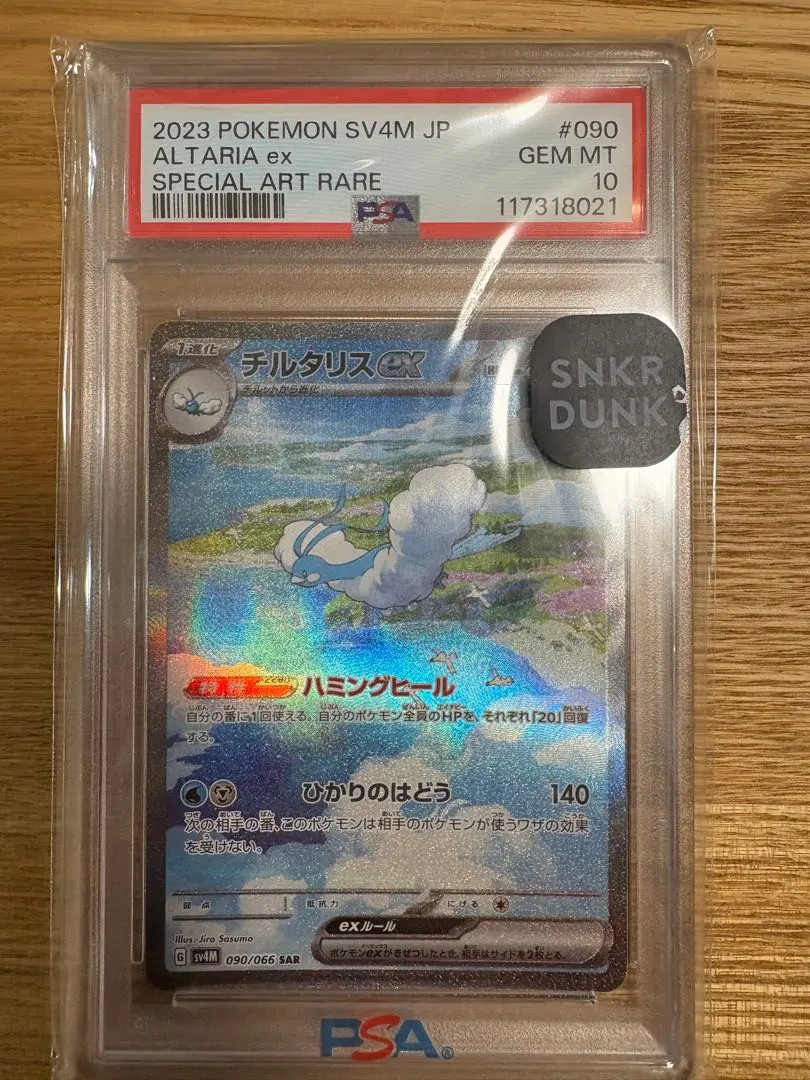 2023 POKEMON SV4M JP #090
ALTARIA ex GEM MT
SPECIAL ART RARE 10
PSA 117318021
1進化 チルタリスex
チルットから進化
SNKR
DUNK
特性 ハミングヒール
自分の番に1回使える。自分のポケモン全員のHPを、それぞれ「20」回復
する。
ひかりのはどう 140
次の相手の番、このポケモンは相手のポケモンが使うワザの効果
を受けない。
弱点 抵抗力 にげる
exルール
ポケモンexがきぜつしたとき、相手はサイドを2枚とる。
Illus. Jiro Sasumo
G sv4M 090/066 SAR
PSA®